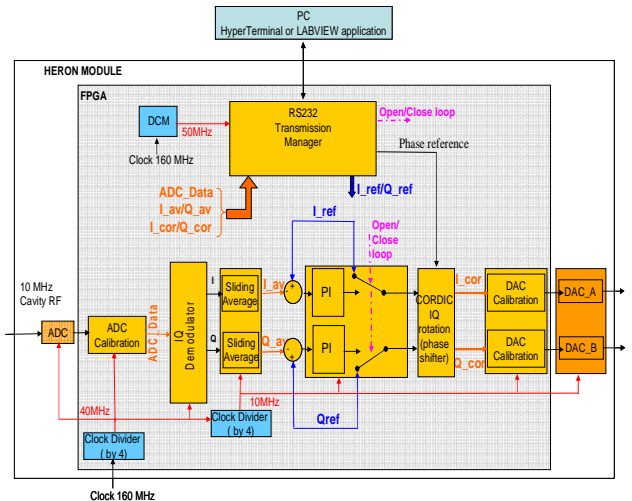 PC
HyperTerminal or LABVIEW application
HERON MODULE
FPGA
DCM
50MHz
Clock 160 MHz
RS232
Transmission
Manager
Open/Close loop
Phase reference
I_ref/Q_ref
ADC_Data
I_av/Q_av
I_cor/Q_cor
I_ref
Open/
Close
loop
10 MHz
Cavity RF
ADC
ADC
Calibration
ADC_Data
IQ
Demodulator
I
Q
Sliding
Average
Sliding
Average
I_av
Q_av
+
-
-
+
PI
PI
CORDIC
IQ
rotation
(phase
shifter)
I_cor
Q_cor
DAC
Calibration
DAC
Calibration
DAC_A
DAC_B
40MHz
10MHz
Clock Divider
( by 4)
Qref
Clock Divider
( by 4)
Clock 160 MHz